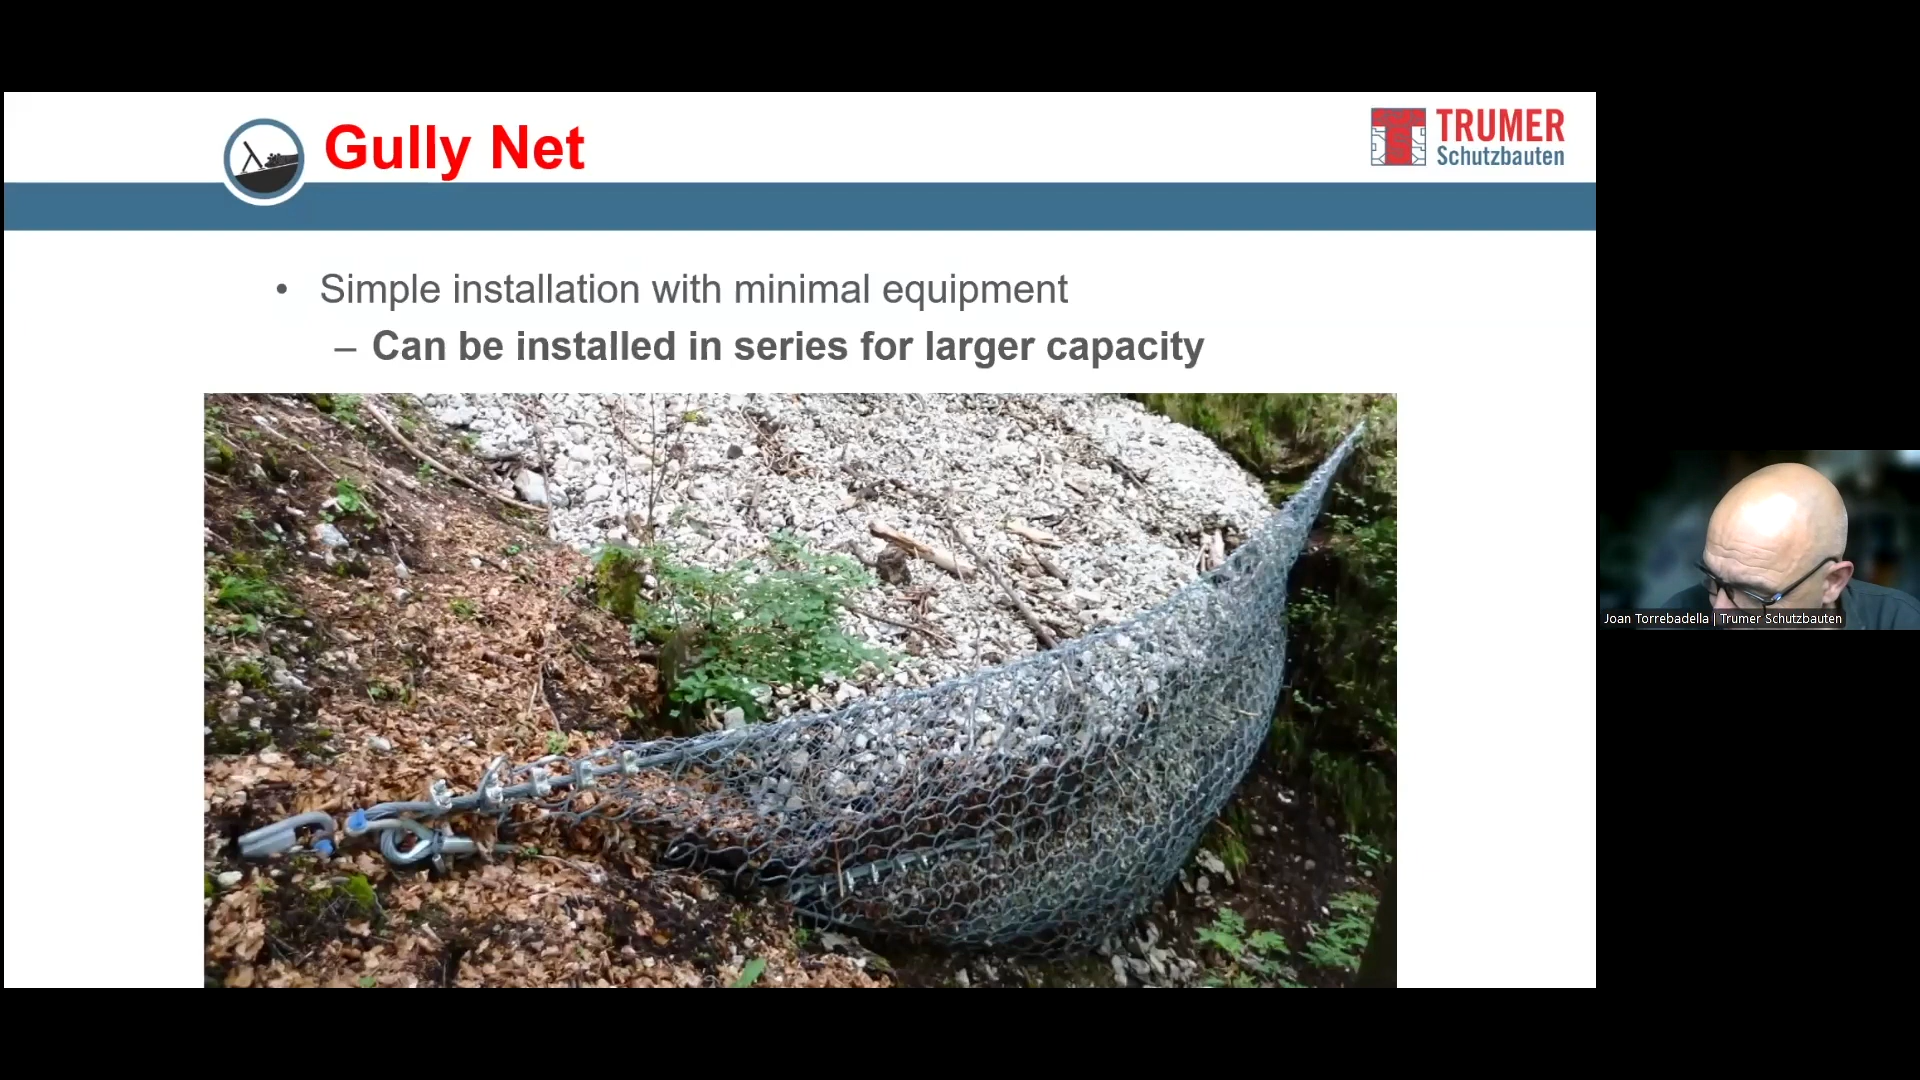 Gully Net
TRUMER
Schutzbauten
• Simple installation with minimal equipment
– Can be installed in series for larger capacity
Joan Torrebadella | Trumer Schutzbauten